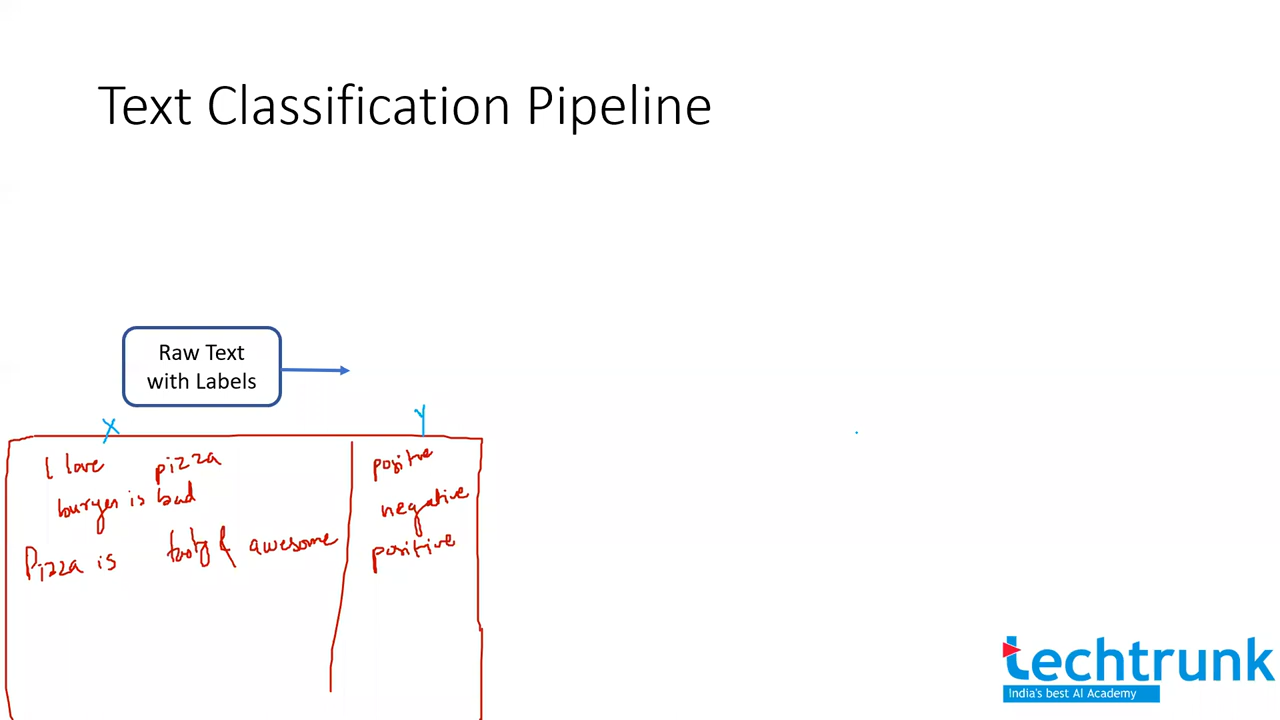 Text Classification Pipeline
Raw Text
with Labels
X
Y
I love pizza
positive
burger is bad
negative
Pizza is tasty & awesome
positive
techtrunk
India's best AI Academy